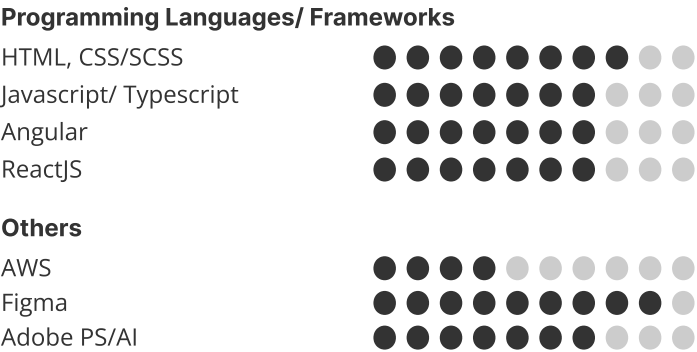 Programming Languages/ Frameworks
HTML, CSS/SCSS
Javascript/ Typescript
Angular
ReactJS
Others
AWS
Figma
Adobe PS/AI